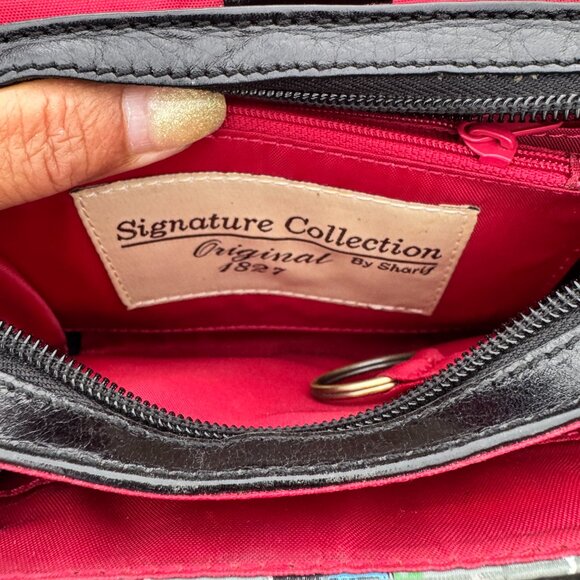 Signature Collection
Original By Sharif
1827